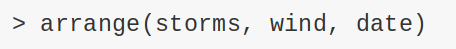 > arrange(storms, wind, date)